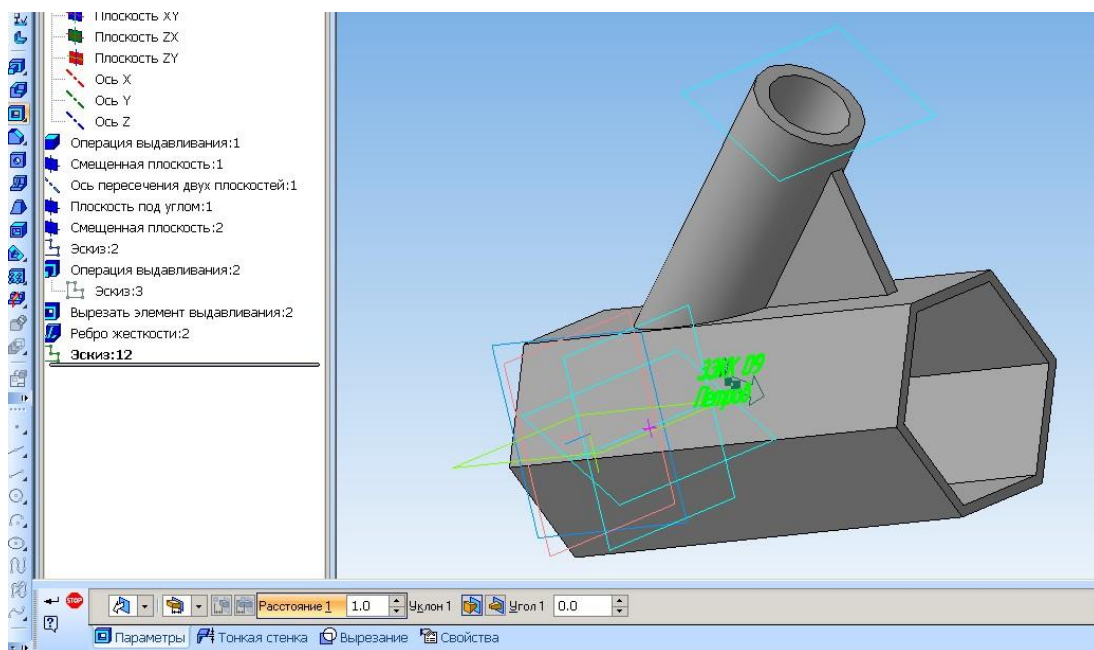 Плоскость XY
Плоскость ZX
Плоскость ZY
Ось X
Ось Y
Ось Z
Операция выдавливания:1
Смещенная плоскость:1
Ось пересечения двух плоскостей:1
Плоскость под углом:1
Смещенная плоскость:2
Эскиз:2
Операция выдавливания:2
Эскиз:3
Вырезать элемент выдавливания:2
Ребро жесткости:2
Эскиз:12
09
Петров
STOP
Расстояние 1 1.0 Уклон 1 Угол 1 0.0
Параметры Тонкая стенка Вырезание Свойства